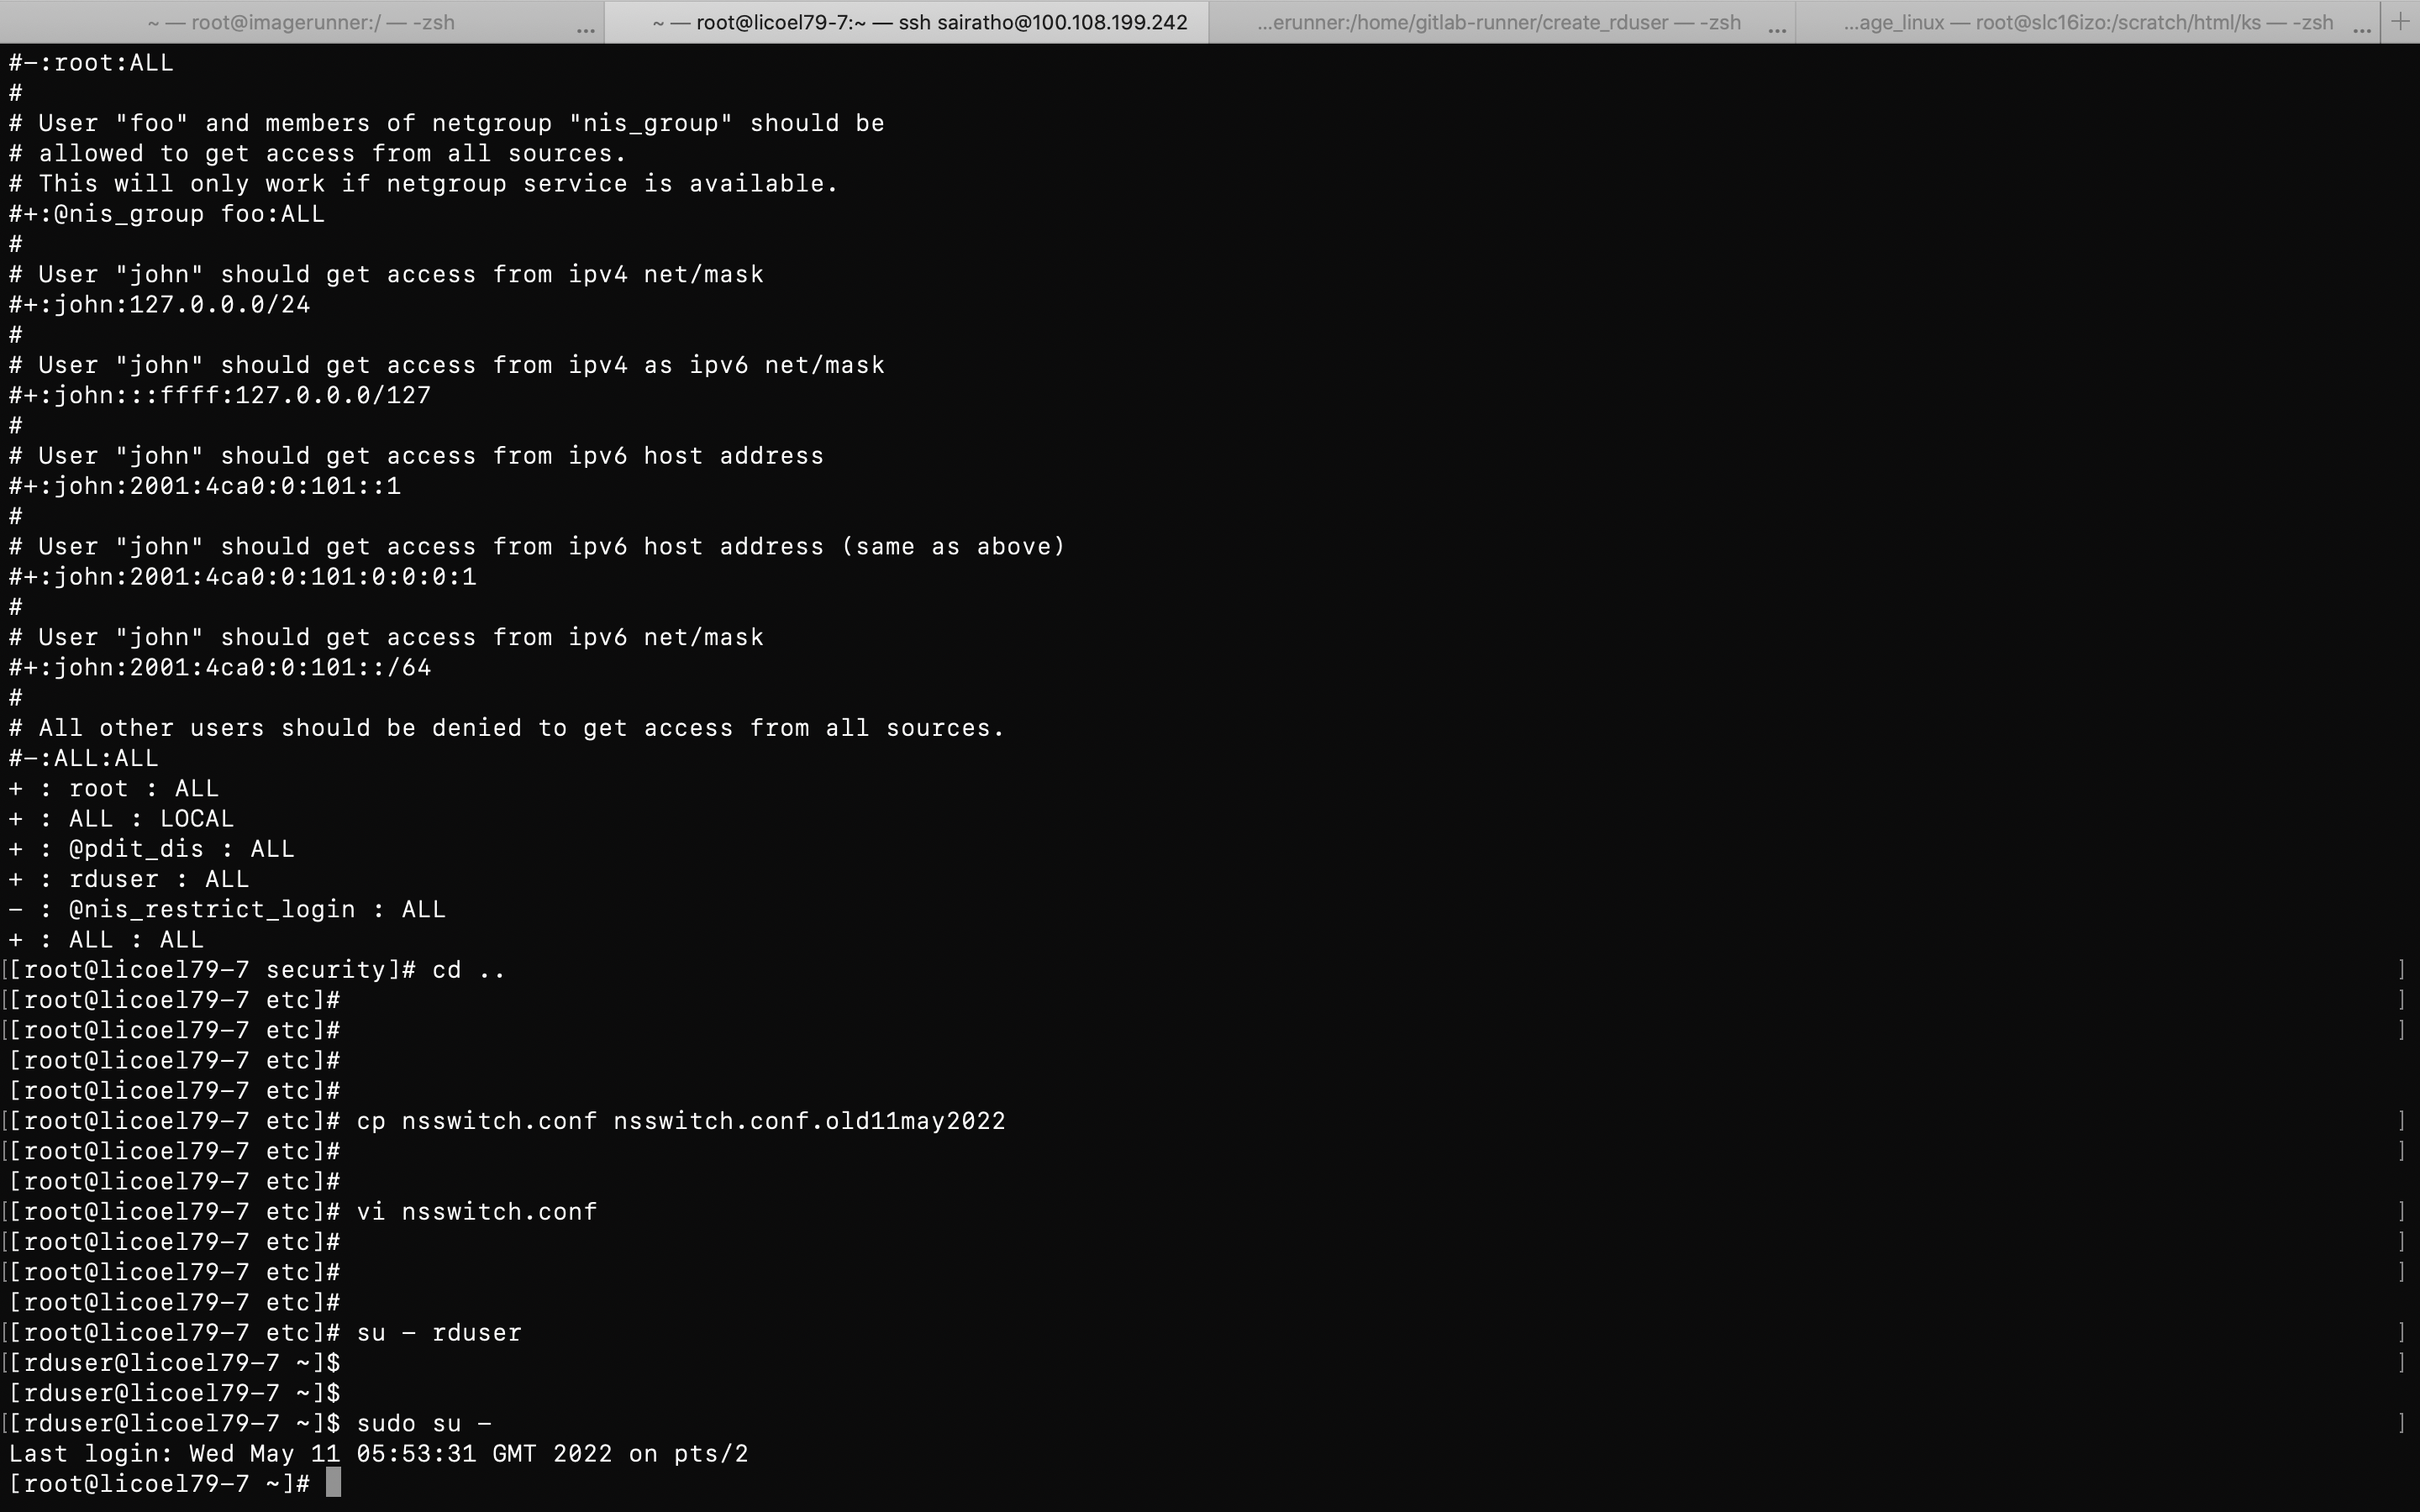 ~ — root@imagerunner:/ — -zsh ...
~ — root@licoel79-7:~ — ssh sairatho@100.108.199.242
...erunner:/home/gitlab-runner/create_rduser — -zsh ...
...age_linux — root@slc16izo:/scratch/html/ks — -zsh ... +
#-:root:ALL
#
# User "foo" and members of netgroup "nis_group" should be
# allowed to get access from all sources.
# This will only work if netgroup service is available.
#+:@nis_group foo:ALL
#
# User "john" should get access from ipv4 net/mask
#+:john:127.0.0.0/24
#
# User "john" should get access from ipv4 as ipv6 net/mask
#+:john:::ffff:127.0.0.0/127
#
# User "john" should get access from ipv6 host address
#+:john:2001:4ca0:0:101::1
#
# User "john" should get access from ipv6 host address (same as above)
#+:john:2001:4ca0:0:101:0:0:0:1
#
# User "john" should get access from ipv6 net/mask
#+:john:2001:4ca0:0:101::/64
#
# All other users should be denied to get access from all sources.
#-:ALL:ALL
+ : root : ALL
+ : ALL : LOCAL
+ : @pdit_dis : ALL
+ : rduser : ALL
- : @nis_restrict_login : ALL
+ : ALL : ALL
[[root@licoel79-7 security]# cd .. ]
[[root@licoel79-7 etc]# ]
[[root@licoel79-7 etc]# ]
[root@licoel79-7 etc]#
[root@licoel79-7 etc]#
[[root@licoel79-7 etc]# cp nsswitch.conf nsswitch.conf.old11may2022 ]
[[root@licoel79-7 etc]# ]
[root@licoel79-7 etc]#
[[root@licoel79-7 etc]# vi nsswitch.conf ]
[[root@licoel79-7 etc]# ]
[[root@licoel79-7 etc]# ]
[root@licoel79-7 etc]#
[[root@licoel79-7 etc]# su - rduser ]
[[rduser@licoel79-7 ~]$ ]
[rduser@licoel79-7 ~]$
[[rduser@licoel79-7 ~]$ sudo su - ]
Last login: Wed May 11 05:53:31 GMT 2022 on pts/2
[root@licoel79-7 ~]#